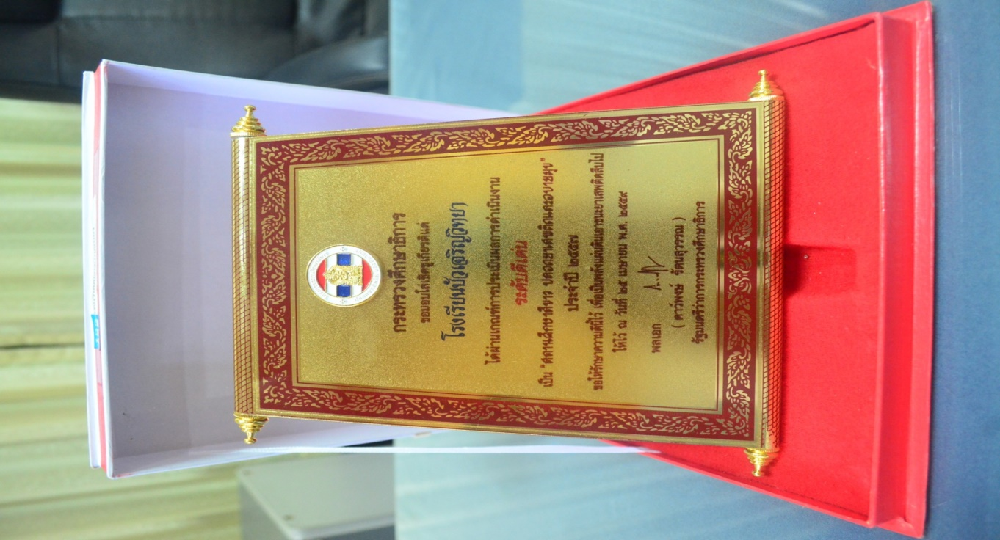 กระทรวงศึกษาธิการ
ขอมอบโล่เชิดชูเกียรติแด่
โรงเรียนบัวเจริญวิทยา
ได้ผ่านเกณฑ์การประเมินผลการดำเนินงาน
ระดับดีเด่น
เป็น "สถานศึกษาสีขาว ปลอดยาเสพติดและอบายมุข"
ประจำปี ๒๕๕๗
ขอให้รักษาความดีนี้ไว้ เพื่อเป็นพลังแผ่นดินเอาชนะยาเสพติดสืบไป
ให้ไว้ ณ วันที่ ๒๕ เมษายน พ.ศ. ๒๕๕๙
พลเอก
( ดาว์พงษ์ รัตนสุวรรณ )
รัฐมนตรีว่าการกระทรวงศึกษาธิการ